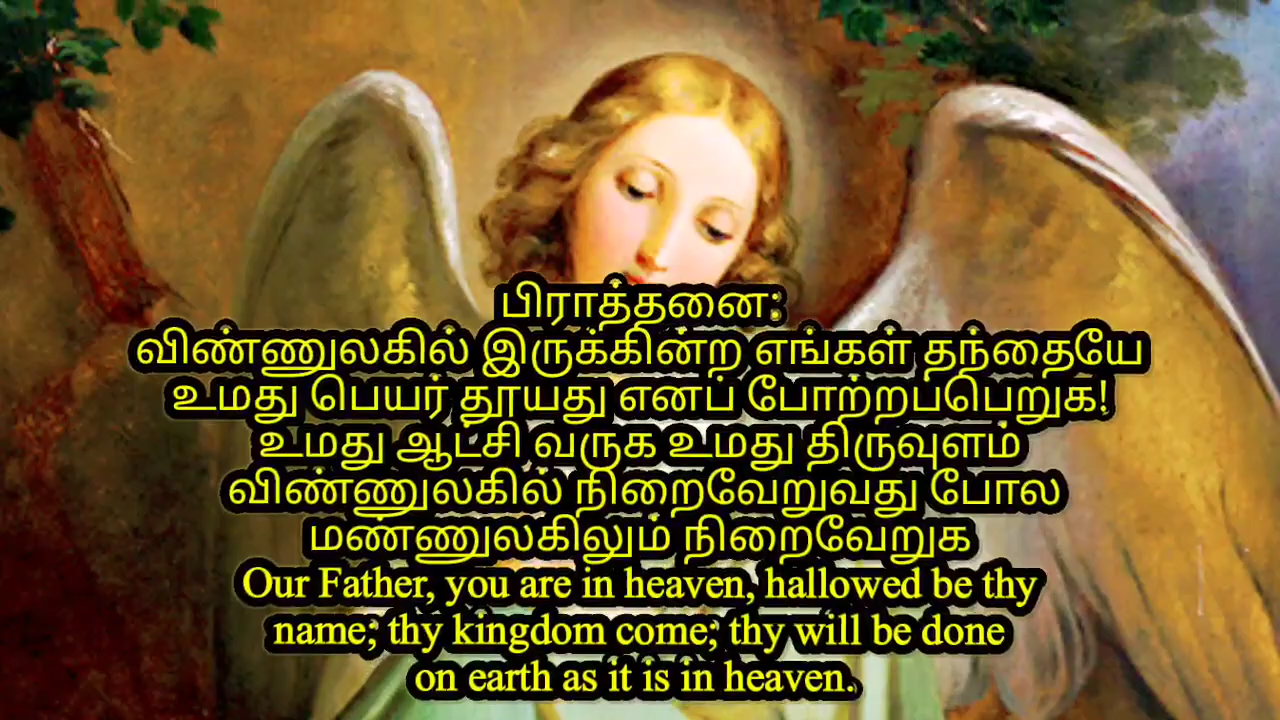 பிராத்தனை:
விண்ணுலகில் இருக்கின்ற எங்கள் தந்தையே
உமது பெயர் தூயது எனப் போற்றப்பெறுக!
உமது ஆட்சி வருக உமது திருவுளம்
விண்ணுலகில் நிறைவேறுவது போல
மண்ணுலகிலும் நிறைவேறுக
Our Father, you are in heaven, hallowed be thy
name; thy kingdom come; thy will be done
on earth as it is in heaven.